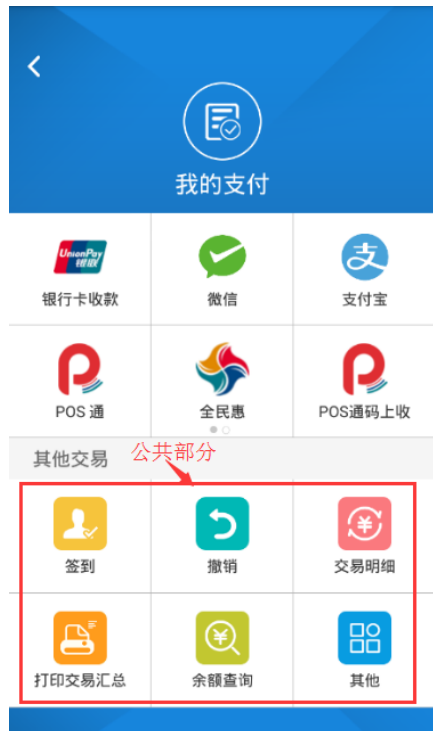 我的支付
UnionPay
银联
银行卡收款 微信 支付宝
POS 通 全民惠 POS通码上收
其他交易 公共部分
签到 撤销 交易明细
打印交易汇总 余额查询 其他